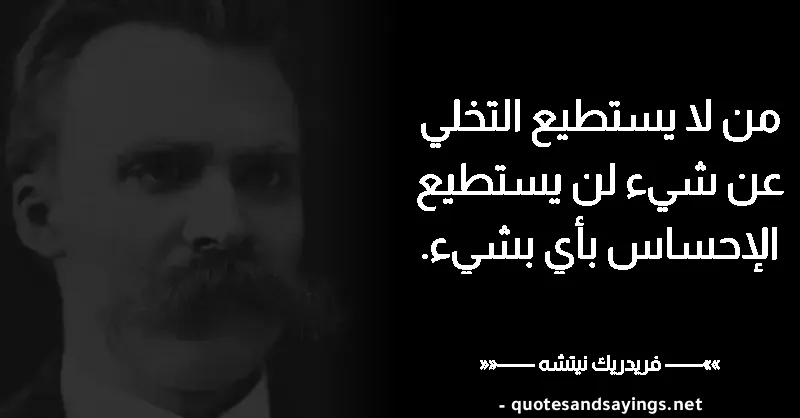 من لا يستطيع التخلي
عن شيء لن يستطيع
الإحساس بأي بشيء.
»»—— فريدريك نيتشه ——««
- quotesandsayings.net